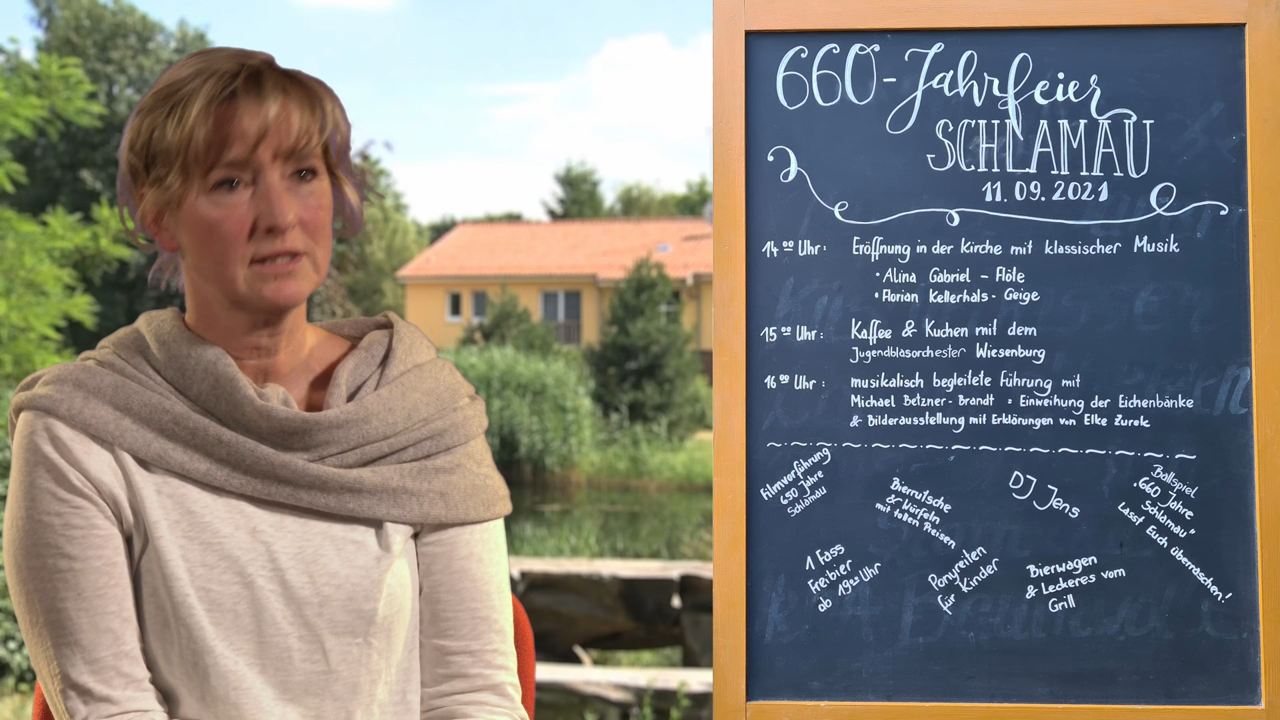 660-Jahrfeier
SCHLAMAU
11.09.2021
14⁰⁰ Uhr: Eröffnung in der Kirche mit klassischer Musik
• Alina Gabriel - Flöte
• Florian Kellerhals - Geige
15⁰⁰ Uhr: Kaffee & Kuchen mit dem
Jugendblasorchester Wiesenburg
16⁰⁰ Uhr: musikalisch begleitete Führung mit
Michael Betzner-Brandt = Einweihung der Eichenbänke
& Bilderausstellung mit Erklärungen von Elke Zurek
Filmvorführung
650 Jahre
Schlamau
Bierrutsche
& Würfeln
mit tollen Preisen
DJ Jens
Ballspiel
„660 Jahre
Schlamau"
Lasst Euch überraschen!
1 Fass
Freibier
ab 19⁰⁰ Uhr
Ponyreiten
für Kinder
Bierwagen
& Leckeres vom
Grill